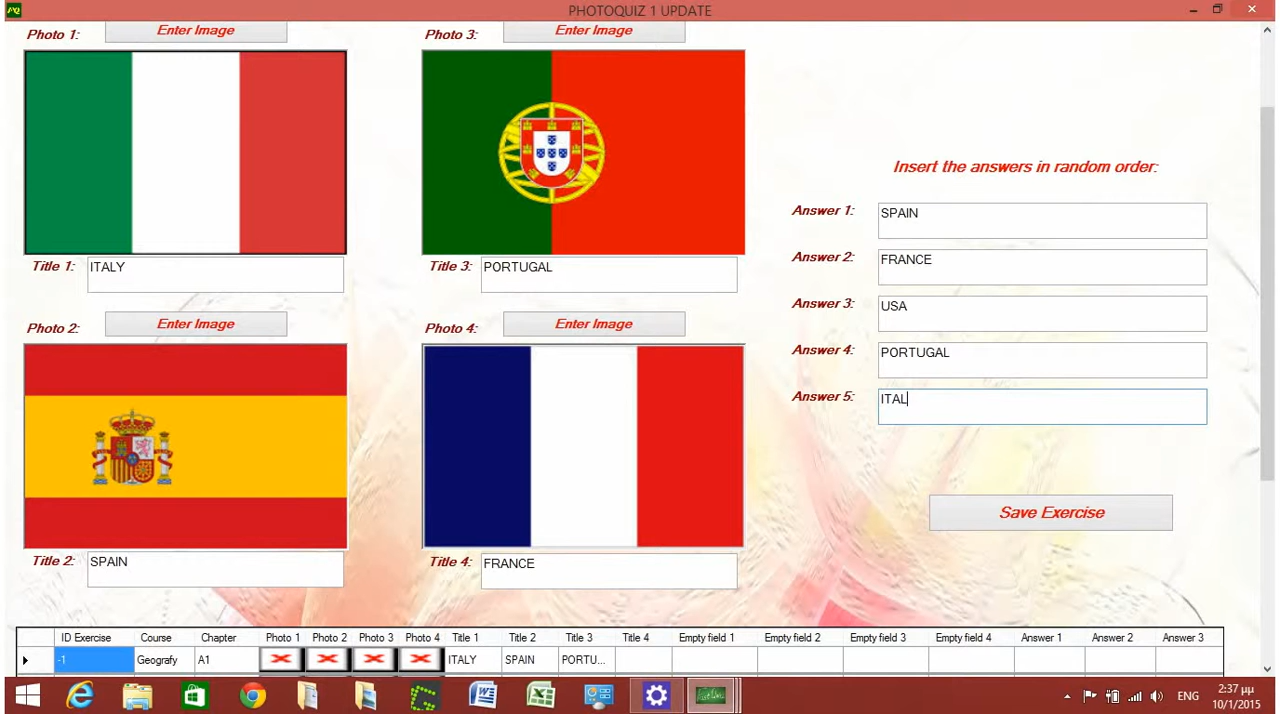 PHOTOQUIZ 1 UPDATE
Photo 1:
Enter Image
Photo 3:
Enter Image
Title 1:
ITALY
Title 3:
PORTUGAL
Photo 2:
Enter Image
Photo 4:
Enter Image
Title 2:
SPAIN
Title 4:
FRANCE
Insert the answers in random order:
Answer 1:
SPAIN
Answer 2:
FRANCE
Answer 3:
USA
Answer 4:
PORTUGAL
Answer 5:
ITAL
Save Exercise
ID Exercise Course Chapter Photo 1 Photo 2 Photo 3 Photo 4 Title 1 Title 2 Title 3 Title 4 Empty field 1 Empty field 2 Empty field 3 Empty field 4 Answer 1 Answer 2 Answer 3
-1 Geografy A1 ITALY SPAIN PORTU...
ENG
2:37 μμ
10/1/2015